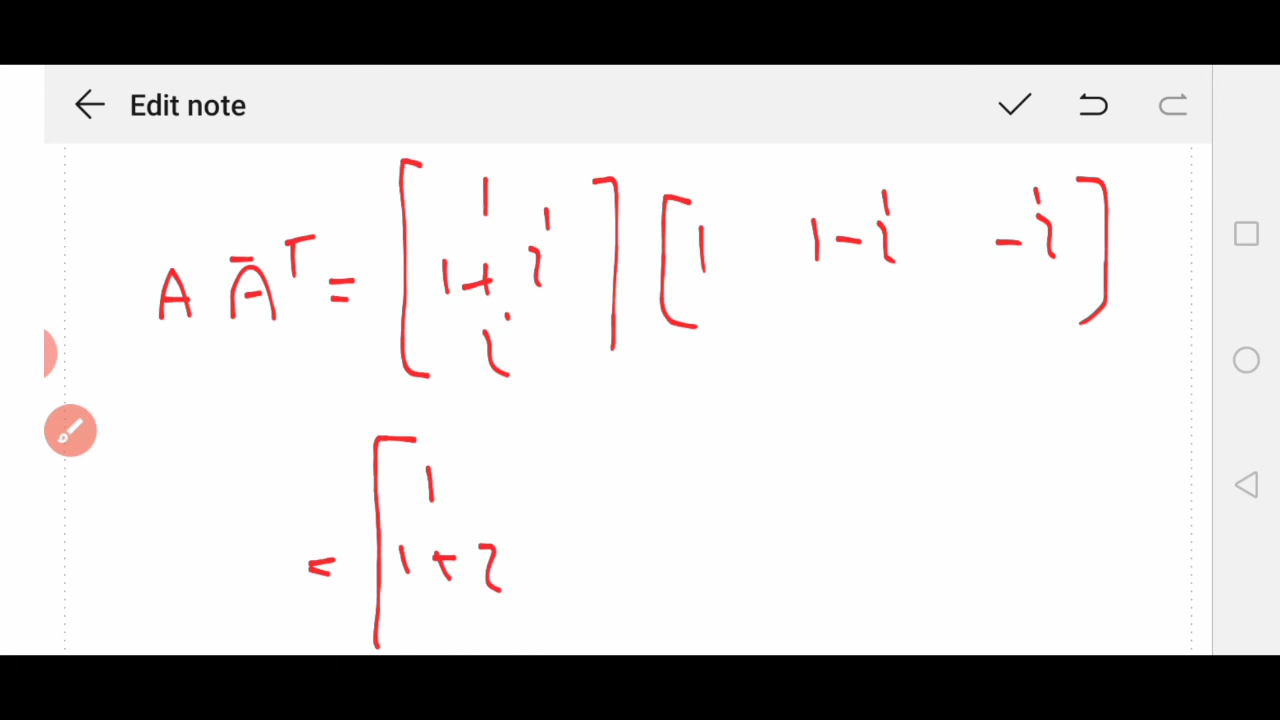 Edit note
A Ā^T = [ 1 ] [ 1 1-i -i ]
1+i
i
= [ 1
1+i